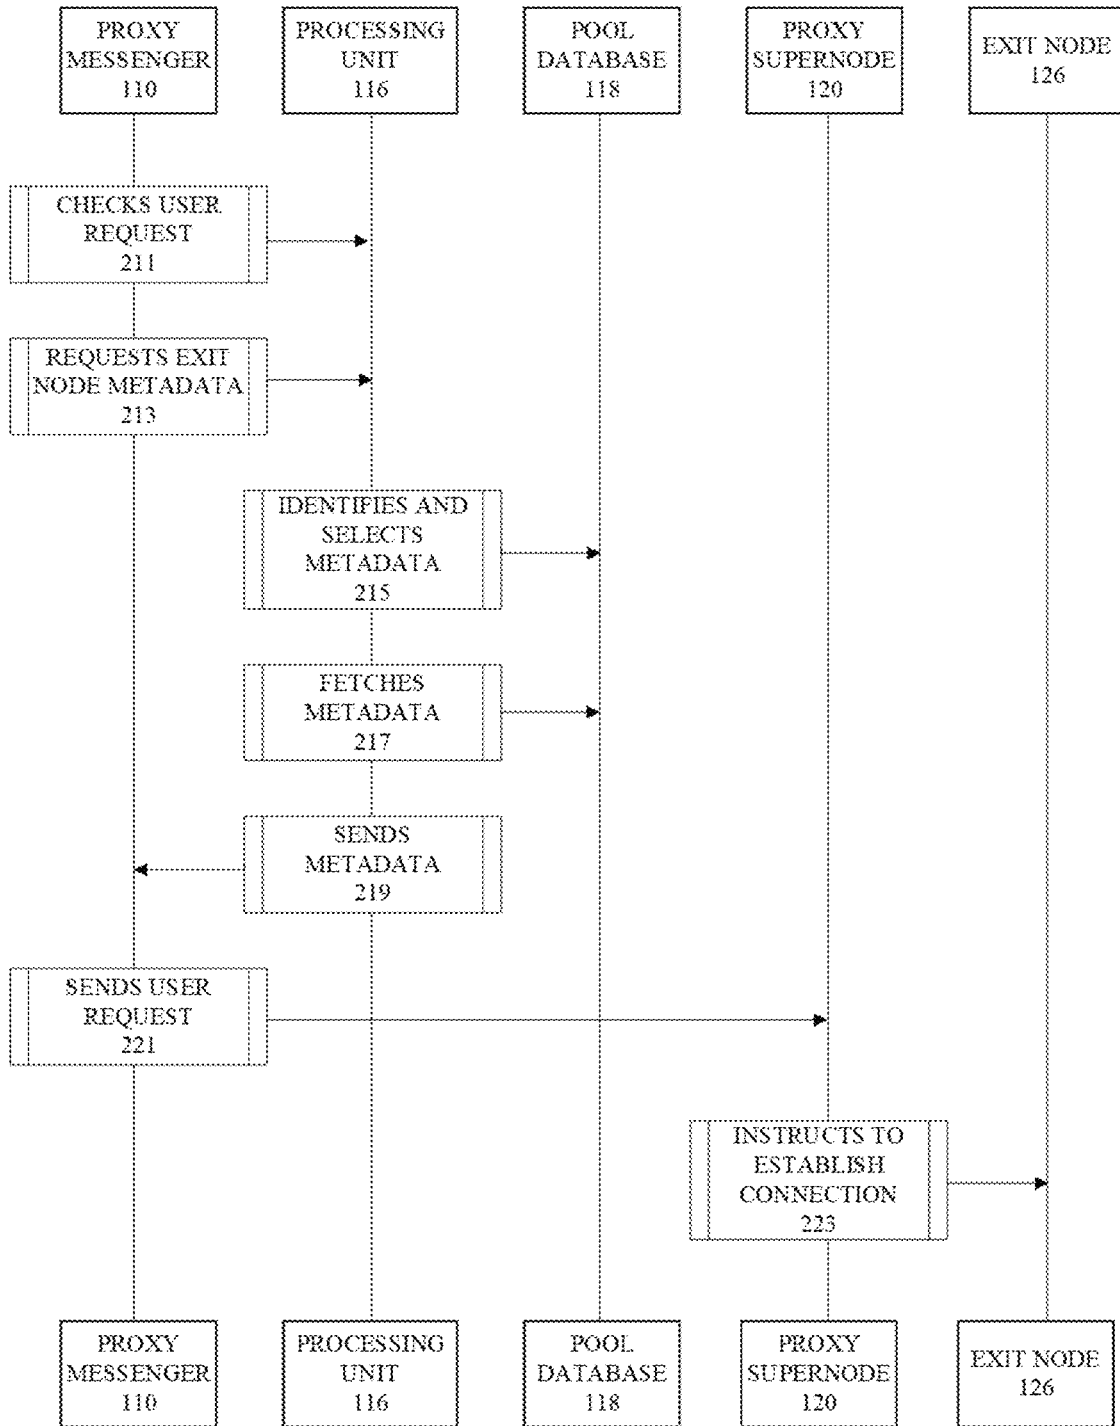 PROXY
MESSENGER
110
PROCESSING
UNIT
116
POOL
DATABASE
118
PROXY
SUPERNODE
120
EXIT NODE
126
CHECKS USER
REQUEST
211
REQUESTS EXIT
NODE METADATA
213
IDENTIFIES AND
SELECTS
METADATA
215
FETCHES
METADATA
217
SENDS
METADATA
219
SENDS USER
REQUEST
221
INSTRUCTS TO
ESTABLISH
CONNECTION
223
PROXY
MESSENGER
110
PROCESSING
UNIT
116
POOL
DATABASE
118
PROXY
SUPERNODE
120
EXIT NODE
126